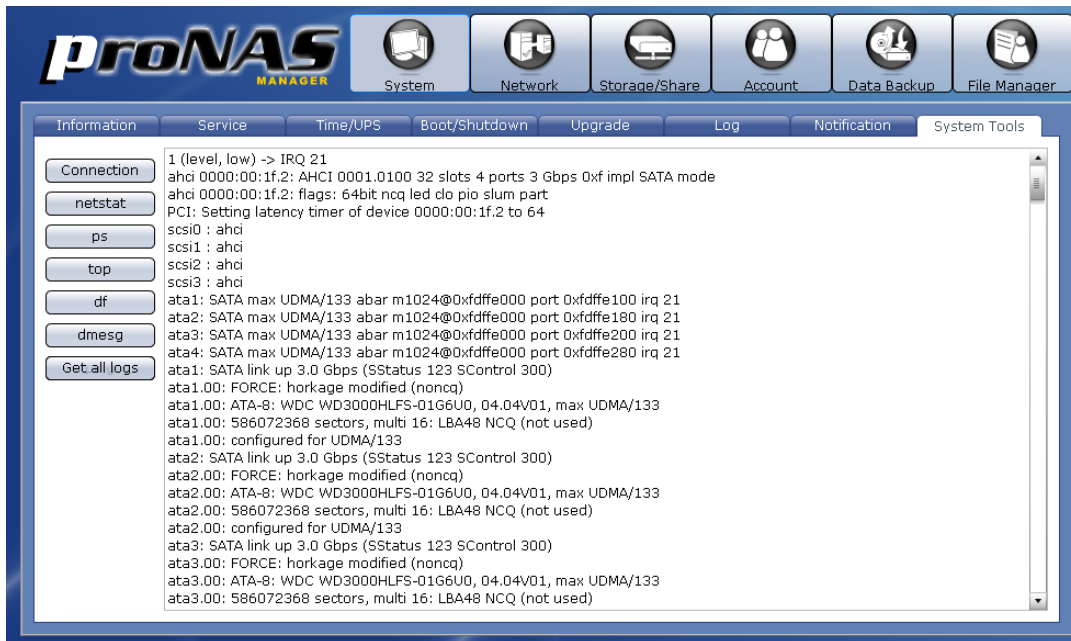 proNAS
MANAGER
System
Network
Storage/Share
Account
Data Backup
File Manager
Information
Service
Time/UPS
Boot/Shutdown
Upgrade
Log
Notification
System Tools
Connection
netstat
ps
top
df
dmesg
Get all logs
1 (level, low) -> IRQ 21
ahci 0000:00:1f.2: AHCI 0001.0100 32 slots 4 ports 3 Gbps 0xf impl SATA mode
ahci 0000:00:1f.2: flags: 64bit ncq led clo pio slum part
PCI: Setting latency timer of device 0000:00:1f.2 to 64
scsi0 : ahci
scsi1 : ahci
scsi2 : ahci
scsi3 : ahci
ata1: SATA max UDMA/133 abar m1024@0xfdffe000 port 0xfdffe100 irq 21
ata2: SATA max UDMA/133 abar m1024@0xfdffe000 port 0xfdffe180 irq 21
ata3: SATA max UDMA/133 abar m1024@0xfdffe000 port 0xfdffe200 irq 21
ata4: SATA max UDMA/133 abar m1024@0xfdffe000 port 0xfdffe280 irq 21
ata1: SATA link up 3.0 Gbps (SStatus 123 SControl 300)
ata1.00: FORCE: horkage modified (noncq)
ata1.00: ATA-8: WDC WD3000HLFS-01G6U0, 04.04V01, max UDMA/133
ata1.00: 586072368 sectors, multi 16: LBA48 NCQ (not used)
ata1.00: configured for UDMA/133
ata2: SATA link up 3.0 Gbps (SStatus 123 SControl 300)
ata2.00: FORCE: horkage modified (noncq)
ata2.00: ATA-8: WDC WD3000HLFS-01G6U0, 04.04V01, max UDMA/133
ata2.00: 586072368 sectors, multi 16: LBA48 NCQ (not used)
ata2.00: configured for UDMA/133
ata3: SATA link up 3.0 Gbps (SStatus 123 SControl 300)
ata3.00: FORCE: horkage modified (noncq)
ata3.00: ATA-8: WDC WD3000HLFS-01G6U0, 04.04V01, max UDMA/133
ata3.00: 586072368 sectors, multi 16: LBA48 NCQ (not used)